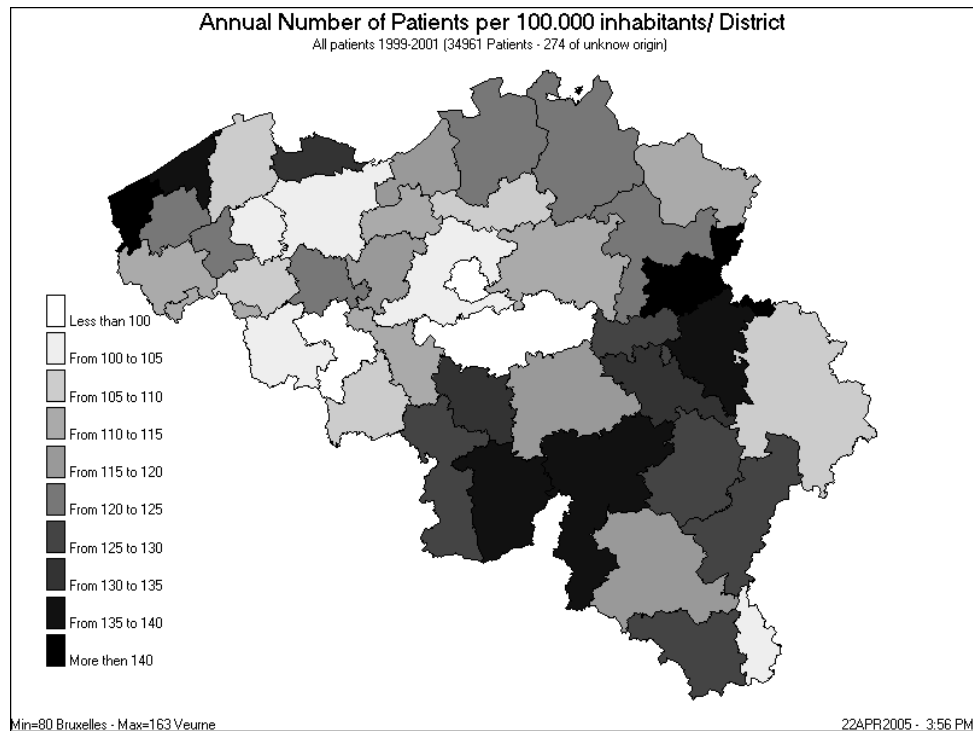 Annual Number of Patients per 100.000 inhabitants/ District
All patients 1999-2001 (34961 Patients - 274 of unknow origin)
Less than 100
From 100 to 105
From 105 to 110
From 110 to 115
From 115 to 120
From 120 to 125
From 125 to 130
From 130 to 135
From 135 to 140
More then 140
Min=80 Bruxelles - Max=163 Veurne
22APR2005 - 3:56 PM